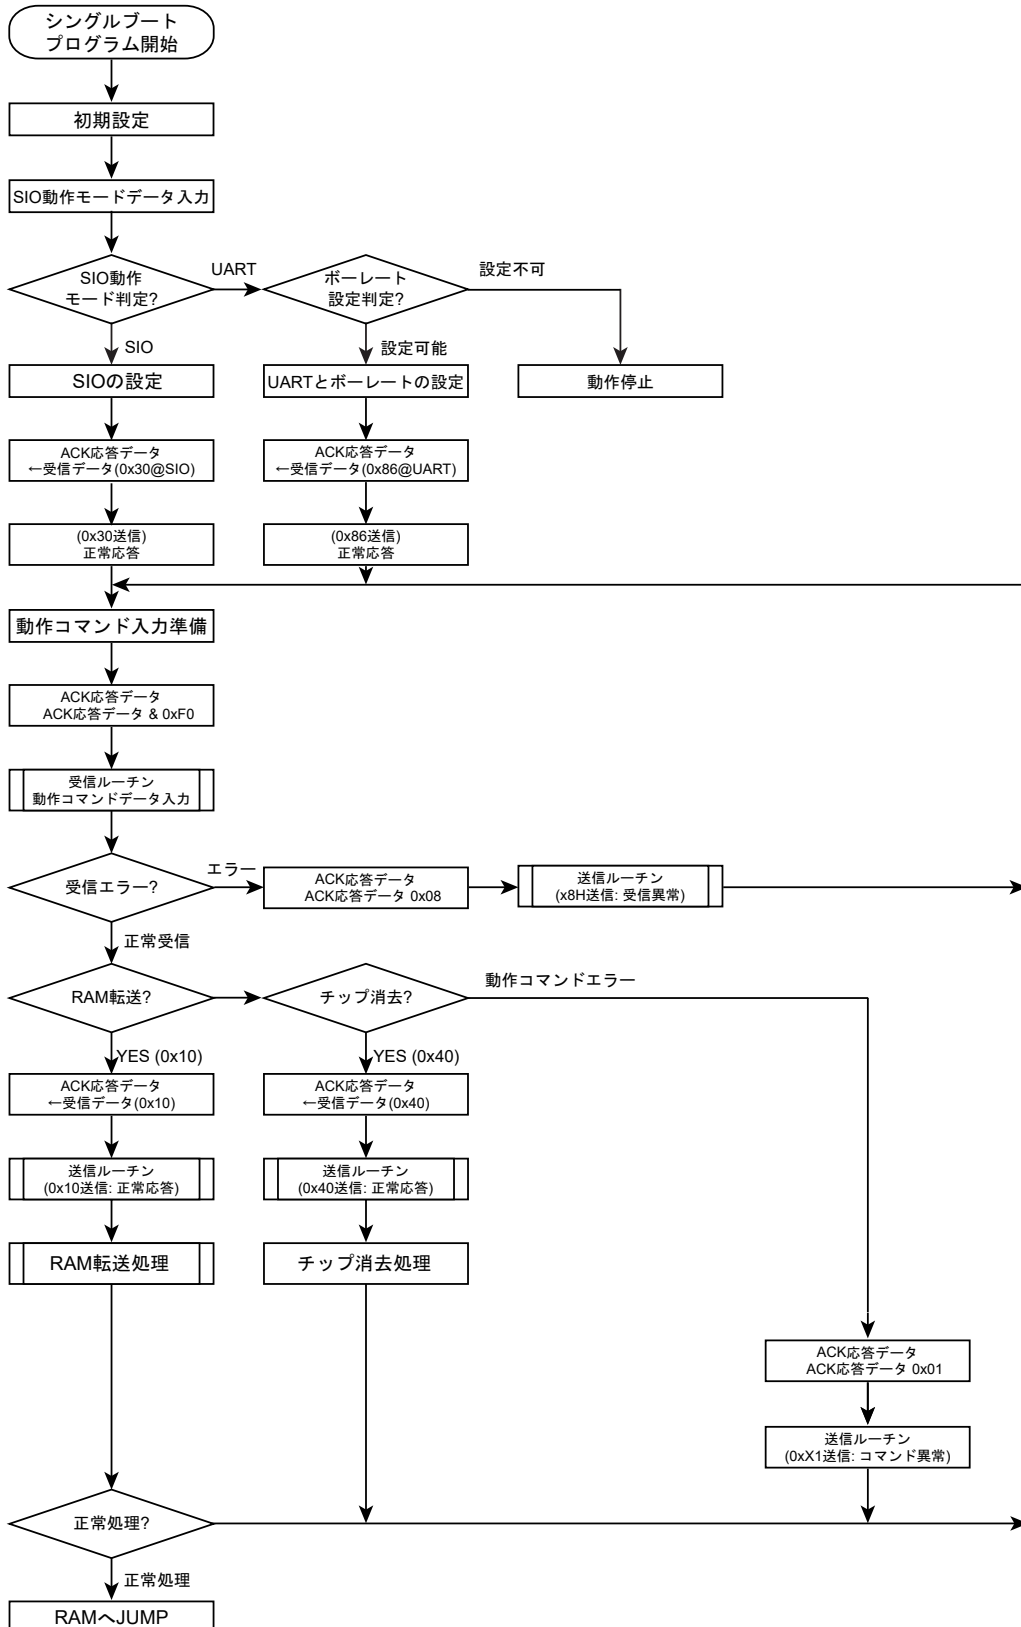 シングルブート
プログラム開始
初期設定
SIO動作モードデータ入力
SIO動作
モード判定?
UART
ボーレート
設定判定?
設定不可
SIO
設定可能
SIOの設定
UARTとボーレートの設定
動作停止
ACK応答データ
←受信データ(0x30@SIO)
ACK応答データ
←受信データ(0x86@UART)
(0x30送信)
正常応答
(0x86送信)
正常応答
動作コマンド入力準備
ACK応答データ
ACK応答データ & 0xF0
受信ルーチン
動作コマンドデータ入力
受信エラー?
エラー
ACK応答データ
ACK応答データ 0x08
送信ルーチン
(x8H送信: 受信異常)
正常受信
RAM転送?
チップ消去?
動作コマンドエラー
YES (0x10)
YES (0x40)
ACK応答データ
←受信データ(0x10)
ACK応答データ
←受信データ(0x40)
送信ルーチン
(0x10送信: 正常応答)
送信ルーチン
(0x40送信: 正常応答)
RAM転送処理
チップ消去処理
ACK応答データ
ACK応答データ 0x01
送信ルーチン
(0xX1送信: コマンド異常)
正常処理?
正常処理
RAMへJUMP